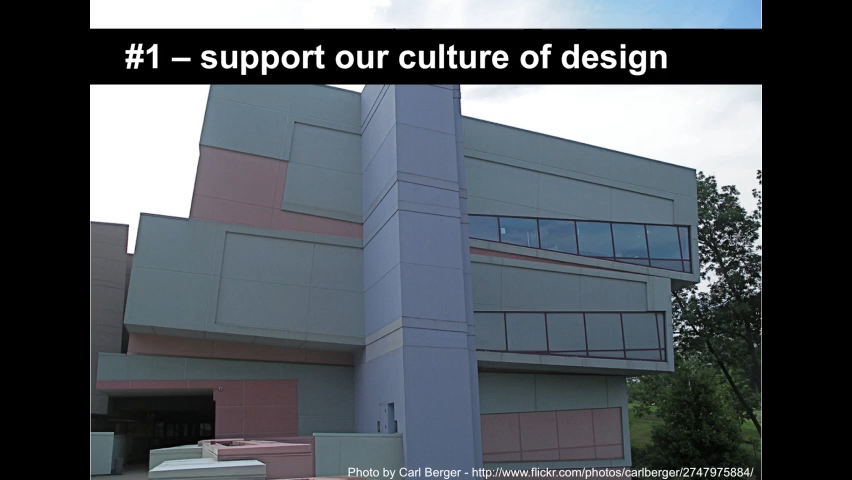 #1 – support our culture of design
Photo by Carl Berger - http://www.flickr.com/photos/carlberger/2747975884/